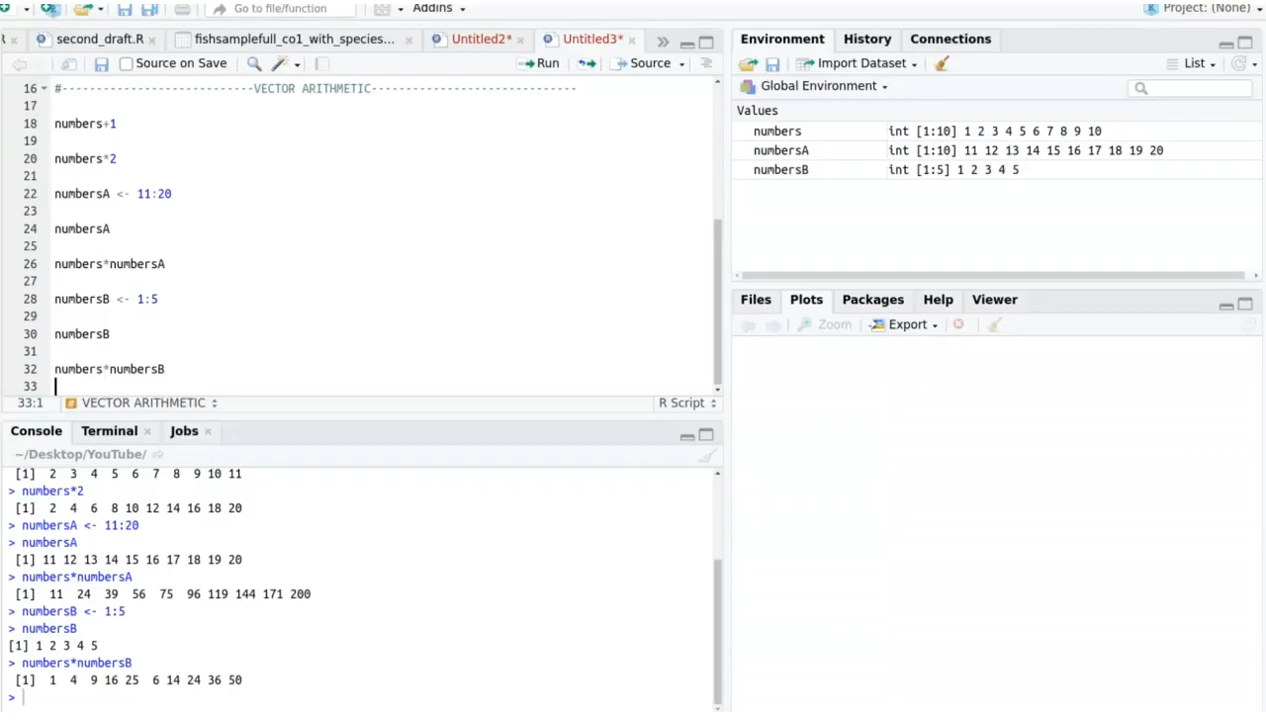 Go to file/function
Addins
Project: (None)
second_draft.R
fishsamplefull_co1_with_species...
Untitled2*
Untitled3*
Source on Save
Run
Source
16 #----------------------------VECTOR ARITHMETIC-----------------------------
17
18 numbers+1
19
20 numbers*2
21
22 numbersA <- 11:20
23
24 numbersA
25
26 numbers*numbersA
27
28 numbersB <- 1:5
29
30 numbersB
31
32 numbers*numbersB
33
33:1
VECTOR ARITHMETIC
R Script
Console
Terminal
Jobs
~/Desktop/YouTube/
[1] 2 3 4 5 6 7 8 9 10 11
> numbers*2
[1] 2 4 6 8 10 12 14 16 18 20
> numbersA <- 11:20
> numbersA
[1] 11 12 13 14 15 16 17 18 19 20
> numbers*numbersA
[1] 11 24 39 56 75 96 119 144 171 200
> numbersB <- 1:5
> numbersB
[1] 1 2 3 4 5
> numbers*numbersB
[1] 1 4 9 16 25 6 14 24 36 50
>
Environment
History
Connections
Import Dataset
List
Global Environment
Values
numbers int [1:10] 1 2 3 4 5 6 7 8 9 10
numbersA int [1:10] 11 12 13 14 15 16 17 18 19 20
numbersB int [1:5] 1 2 3 4 5
Files
Plots
Packages
Help
Viewer
Zoom
Export